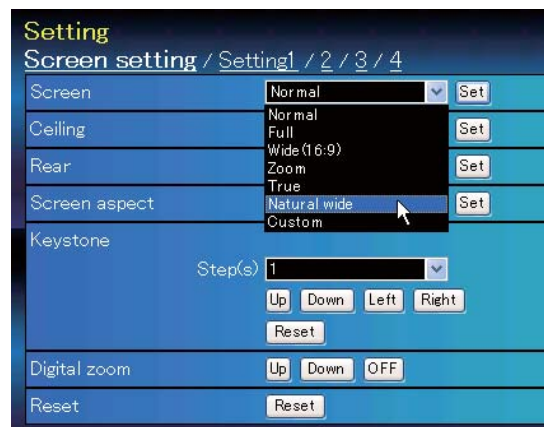 Setting
Screen setting / Setting1 / 2 / 3 / 4
Screen Normal Set
Normal
Full
Ceiling Set
Wide(16:9)
Rear Zoom Set
True
Screen aspect Natural wide Set
Custom
Keystone
Step(s) 1
Up Down Left Right
Reset
Digital zoom Up Down OFF
Reset Reset